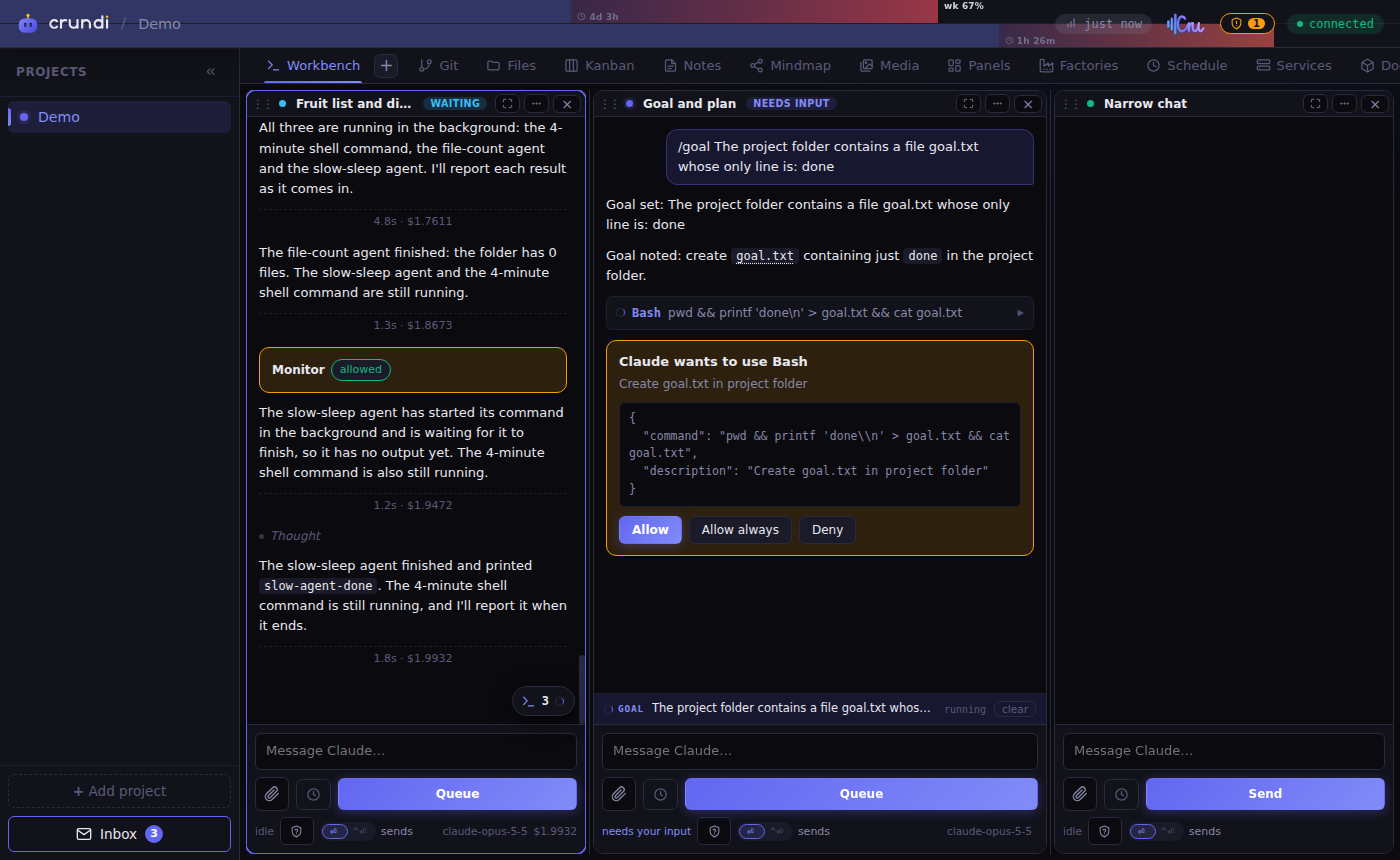 crundi / Demo
4d 3h
wk 67%
1h 26m
just now
1
connected
PROJECTS
«
Demo
+ Add project
Inbox 3
Workbench
+
Git
Files
Kanban
Notes
Mindmap
Media
Panels
Factories
Schedule
Services
Do
Fruit list and di… WAITING
All three are running in the background: the 4-
minute shell command, the file-count agent
and the slow-sleep agent. I'll report each result
as it comes in.
4.8s · $1.7611
The file-count agent finished: the folder has 0
files. The slow-sleep agent and the 4-minute
shell command are still running.
1.3s · $1.8673
Monitor allowed
The slow-sleep agent has started its command
in the background and is waiting for it to
finish, so it has no output yet. The 4-minute
shell command is also still running.
1.2s · $1.9472
Thought
The slow-sleep agent finished and printed
slow-agent-done. The 4-minute shell
command is still running, and I'll report it when
it ends.
1.8s · $1.9932
3
Message Claude…
Queue
idle
sends
claude-opus-5-5 $1.9932
Goal and plan NEEDS INPUT
/goal The project folder contains a file goal.txt
whose only line is: done
Goal set: The project folder contains a file goal.txt whose only
line is: done
Goal noted: create goal.txt containing just done in the project
folder.
Bash pwd && printf 'done\n' > goal.txt && cat goal.txt
Claude wants to use Bash
Create goal.txt in project folder
{
"command": "pwd && printf 'done\\n' > goal.txt && cat
goal.txt",
"description": "Create goal.txt in project folder"
}
Allow
Allow always
Deny
GOAL The project folder contains a file goal.txt whos… running clear
Message Claude…
Queue
needs your input
sends
claude-opus-5-5
Narrow chat
Message Claude…
Send
idle
sends